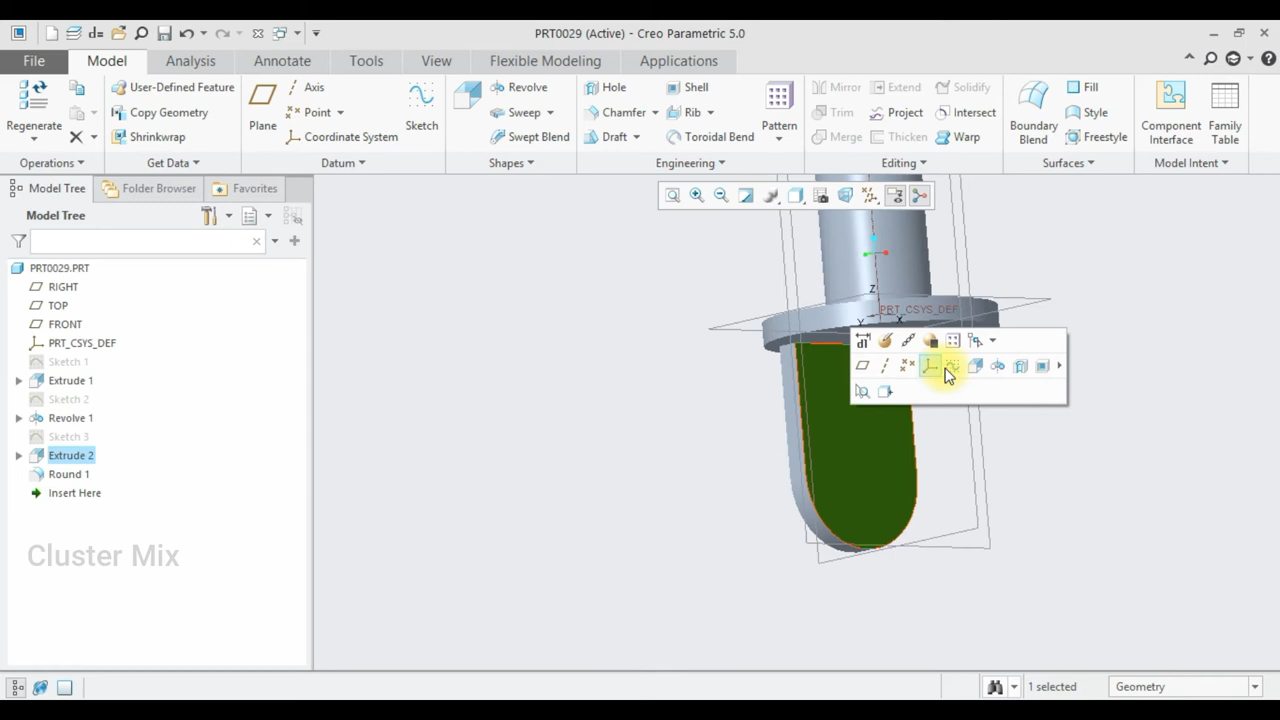 PRT0029 (Active) - Creo Parametric 5.0
File Model Analysis Annotate Tools View Flexible Modeling Applications
Regenerate
User-Defined Feature
Copy Geometry
Shrinkwrap
Plane
Axis
Point
Coordinate System
Sketch
Revolve
Sweep
Swept Blend
Hole
Chamfer
Draft
Shell
Rib
Toroidal Bend
Pattern
Mirror
Trim
Merge
Extend
Project
Thicken
Solidify
Intersect
Warp
Boundary
Blend
Fill
Style
Freestyle
Component
Interface
Family
Table
Operations Get Data Datum Shapes Engineering Editing Surfaces Model Intent
Model Tree Folder Browser Favorites
Model Tree
PRT0029.PRT
RIGHT
TOP
FRONT
PRT_CSYS_DEF
Sketch 1
Extrude 1
Sketch 2
Revolve 1
Sketch 3
Extrude 2
Round 1
Insert Here
Cluster Mix
Z
PRT_CSYS_DEF
Y X
d1
1 selected
Geometry